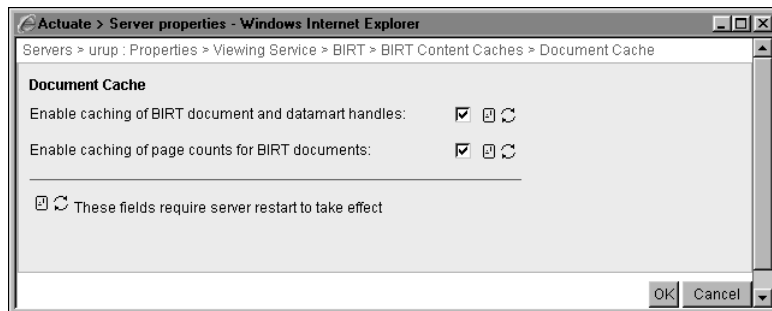 Actuate > Server properties - Windows Internet Explorer
Servers > urup : Properties > Viewing Service > BIRT > BIRT Content Caches > Document Cache
Document Cache
Enable caching of BIRT document and datamart handles:
Enable caching of page counts for BIRT documents:
These fields require server restart to take effect
OK Cancel